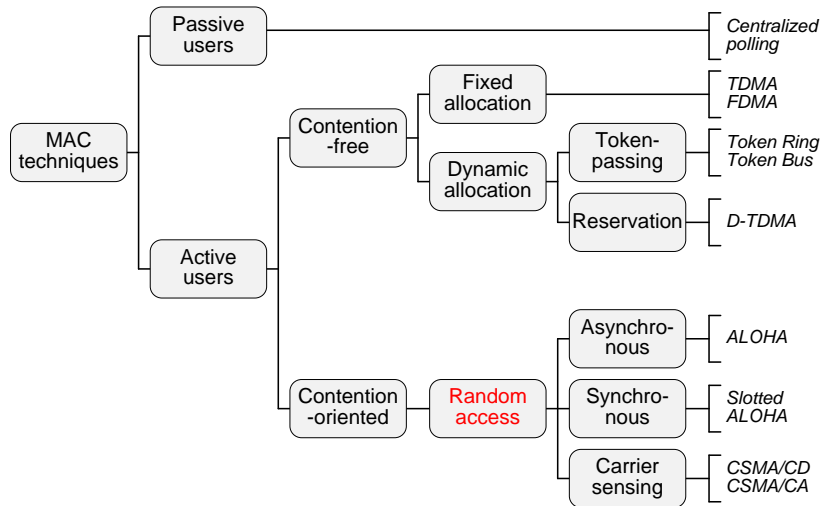 Passive
users
Centralized
polling
Fixed
allocation
TDMA
FDMA
MAC
techniques
Contention
-free
Token-
passing
Token Ring
Token Bus
Dynamic
allocation
Reservation
D-TDMA
Active
users
Asynchro-
nous
ALOHA
Contention
-oriented
Random
access
Synchro-
nous
Slotted
ALOHA
Carrier
sensing
CSMA/CD
CSMA/CA